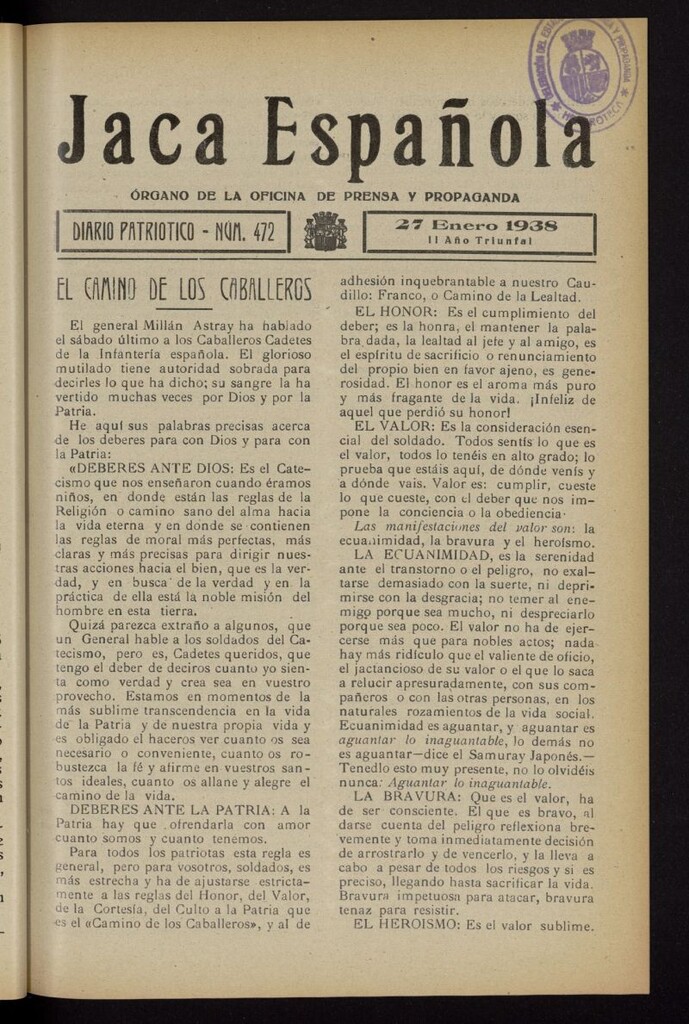 Jaca Española
ÓRGANO DE LA OFICINA DE PRENSA Y PROPAGANDA
DIARIO PATRIOTICO - NÚM. 472
27 Enero 1938
II Año Triunfal
EL CAMINO DE LOS CABALLEROS
El general Millán Astray ha hablado
el sábado último a los Caballeros Cadetes
de la Infantería española. El glorioso
mutilado tiene autoridad sobrada para
decirles lo que ha dicho; su sangre la ha
vertido muchas veces por Dios y por la
Patria.
He aquí sus palabras precisas acerca
de los deberes para con Dios y para con
la Patria:
«DEBERES ANTE DIOS: Es el Cate-
cismo que nos enseñaron cuando éramos
niños, en donde están las reglas de la
Religión o camino sano del alma hacia
la vida eterna y en donde se contienen
las reglas de moral más perfectas, más
claras y más precisas para dirigir nues-
tras acciones hacia el bien, que es la ver-
dad, y en busca de la verdad y en la
práctica de ella está la noble misión del
hombre en esta tierra.
Quizá parezca extraño a algunos, que
un General hable a los soldados del Ca-
tecismo, pero es, Cadetes queridos, que
tengo el deber de deciros cuanto yo sien-
ta como verdad y crea sea en vuestro
provecho. Estamos en momentos de la
más sublime transcendencia en la vida
de la Patria y de nuestra propia vida y
es obligado el haceros ver cuanto os sea
necesario o conveniente, cuanto os ro-
bustezca la fé y afirme en vuestros san-
tos ideales, cuanto os allane y alegre el
camino de la vida.
DEBERES ANTE LA PATRIA: A la
Patria hay que ofrendarla con amor
cuanto somos y cuanto tenemos.
Para todos los patriotas esta regla es
general, pero para vosotros, soldados, es
más estrecha y ha de ajustarse estricta-
mente a las reglas del Honor, del Valor,
de la Cortesía, del Culto a la Patria que
es el «Camino de los Caballeros», y al de
adhesión inquebrantable a nuestro Cau-
dillo: Franco, o Camino de la Lealtad.
EL HONOR: Es el cumplimiento del
deber; es la honra, el mantener la pala-
bra dada, la lealtad al jefe y al amigo, es
el espíritu de sacrificio o renunciamiento
del propio bien en favor ajeno, es gene-
rosidad. El honor es el aroma más puro
y más fragante de la vida. ¡Infeliz de
aquel que perdió su honor!
EL VALOR: Es la consideración esen-
cial del soldado. Todos sentís lo que es
el valor, todos lo tenéis en alto grado; lo
prueba que estáis aquí, de dónde venís y
a dónde vais. Valor es: cumplir, cueste
lo que cueste, con el deber que nos im-
pone la conciencia o la obediencia·
Las manifestaciones del valor son: la
ecuanimidad, la bravura y el heroísmo.
LA ECUANIMIDAD, es la serenidad
ante el transtorno o el peligro, no exal-
tarse demasiado con la suerte, ni depri-
mirse con la desgracia; no temer al ene-
migo porque sea mucho, ni despreciarlo
porque sea poco. El valor no ha de ejer-
cerse más que para nobles actos; nada
hay más ridículo que el valiente de oficio,
el jactancioso de su valor o el que lo saca
a relucir apresuradamente, con sus com-
pañeros o con las otras personas, en los
naturales rozamientos de la vida social.
Ecuanimidad es aguantar, y aguantar es
aguantar lo inaguantable, lo demás no
es aguantar—dice el Samuray Japonés.—
Tenedlo esto muy presente, no lo olvidéis
nunca: Aguantar lo inaguantable.
LA BRAVURA: Que es el valor, ha
de ser consciente. El que es bravo, al
darse cuenta del peligro reflexiona bre-
vemente y toma inmediatamente decisión
de arrostrarlo y de vencerlo, y la lleva a
cabo a pesar de todos los riesgos y si es
preciso, llegando hasta sacrificar la vida.
Bravura impetuosa para atacar, bravura
tenaz para resistir.
EL HEROISMO: Es el valor sublime.